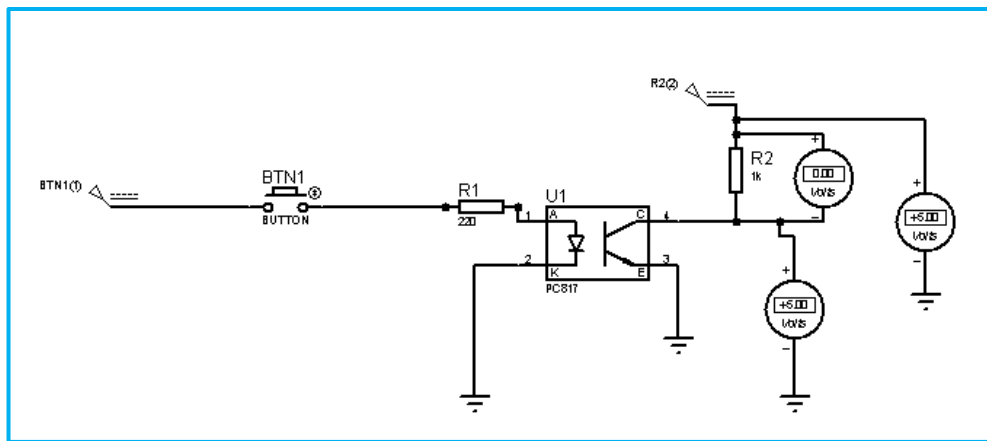 R2(2)
BTN1(1)
BTN1
BUTTON
R1
220
U1
A
K
C
E
1
2
4
3
PC817
R2
1k
+
0.00
Volts
−
+
+5.00
Volts
−
+
+5.00
Volts
−